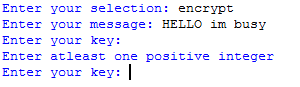 Enter your selection: encrypt
Enter your message: HELLO im busy
Enter your key:
Enter atleast one positive integer
Enter your key: